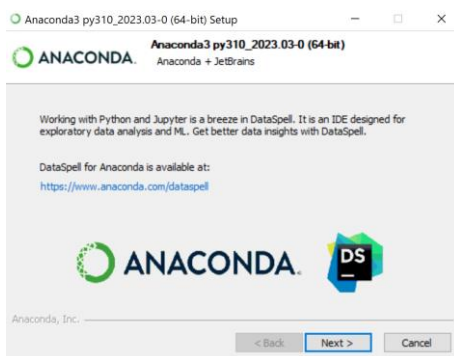 Anaconda3 py310_2023.03-0 (64-bit) Setup
ANACONDA.
Anaconda3 py310_2023.03-0 (64-bit)
Anaconda + JetBrains
Working with Python and Jupyter is a breeze in DataSpell. It is an IDE designed for
exploratory data analysis and ML. Get better data insights with DataSpell.
DataSpell for Anaconda is available at:
https://www.anaconda.com/dataspell
ANACONDA.
DS
Anaconda, Inc.
< Back Next > Cancel